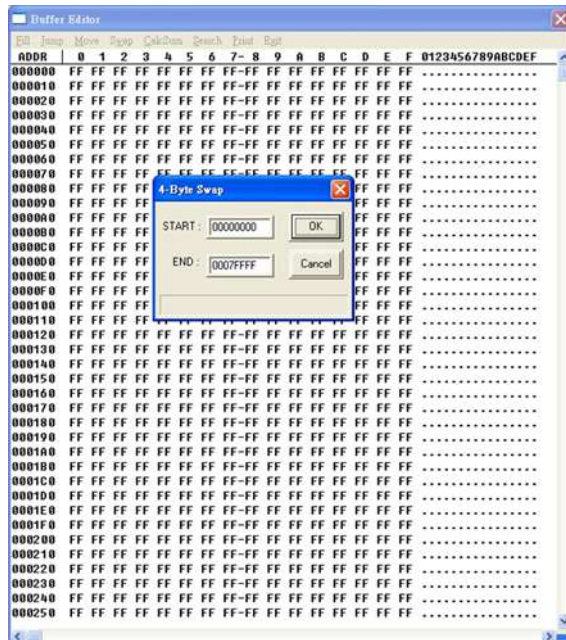 Buffer Editor
Fill Jump Move Swap Search Print Exit
ADDR 0 1 2 3 4 5 6 7- 8 9 A B C D E F 0123456789ABCDEF
000000 FF FF FF FF FF FF FF FF-FF FF FF FF FF FF FF FF ................
000010 FF FF FF FF FF FF FF FF-FF FF FF FF FF FF FF FF ................
000020 FF FF FF FF FF FF FF FF-FF FF FF FF FF FF FF FF ................
000030 FF FF FF FF FF FF FF FF-FF FF FF FF FF FF FF FF ................
000040 FF FF FF FF FF FF FF FF-FF FF FF FF FF FF FF FF ................
000050 FF FF FF FF FF FF FF FF-FF FF FF FF FF FF FF FF ................
000060 FF FF FF FF FF FF FF FF-FF FF FF FF FF FF FF FF ................
000070 FF FF FF FF FF FF FF FF-FF FF FF FF FF FF FF FF ................
000080 FF FF FF FF FF FF FF ................
000090 FF FF FF FF FF FF FF ................
0000A0 FF FF FF FF FF FF FF ................
0000B0 FF FF FF FF FF FF FF ................
0000C0 FF FF FF FF FF FF FF ................
0000D0 FF FF FF FF FF FF FF ................
0000E0 FF FF FF FF FF FF FF ................
0000F0 FF FF FF FF FF FF FF ................
000100 FF FF FF FF FF FF FF ................
000110 FF FF FF FF FF FF FF ................
4-Byte Swap
START : 00000000 OK
END : 0007FFFF Cancel
000120 FF FF FF FF FF FF FF FF-FF FF FF FF FF FF FF FF ................
000130 FF FF FF FF FF FF FF FF-FF FF FF FF FF FF FF FF ................
000140 FF FF FF FF FF FF FF FF-FF FF FF FF FF FF FF FF ................
000150 FF FF FF FF FF FF FF FF-FF FF FF FF FF FF FF FF ................
000160 FF FF FF FF FF FF FF FF-FF FF FF FF FF FF FF FF ................
000170 FF FF FF FF FF FF FF FF-FF FF FF FF FF FF FF FF ................
000180 FF FF FF FF FF FF FF FF-FF FF FF FF FF FF FF FF ................
000190 FF FF FF FF FF FF FF FF-FF FF FF FF FF FF FF FF ................
0001A0 FF FF FF FF FF FF FF FF-FF FF FF FF FF FF FF FF ................
0001B0 FF FF FF FF FF FF FF FF-FF FF FF FF FF FF FF FF ................
0001C0 FF FF FF FF FF FF FF FF-FF FF FF FF FF FF FF FF ................
0001D0 FF FF FF FF FF FF FF FF-FF FF FF FF FF FF FF FF ................
0001E0 FF FF FF FF FF FF FF FF-FF FF FF FF FF FF FF FF ................
0001F0 FF FF FF FF FF FF FF FF-FF FF FF FF FF FF FF FF ................
000200 FF FF FF FF FF FF FF FF-FF FF FF FF FF FF FF FF ................
000210 FF FF FF FF FF FF FF FF-FF FF FF FF FF FF FF FF ................
000220 FF FF FF FF FF FF FF FF-FF FF FF FF FF FF FF FF ................
000230 FF FF FF FF FF FF FF FF-FF FF FF FF FF FF FF FF ................
000240 FF FF FF FF FF FF FF FF-FF FF FF FF FF FF FF FF ................
000250 FF FF FF FF FF FF FF FF-FF FF FF FF FF FF FF FF ................